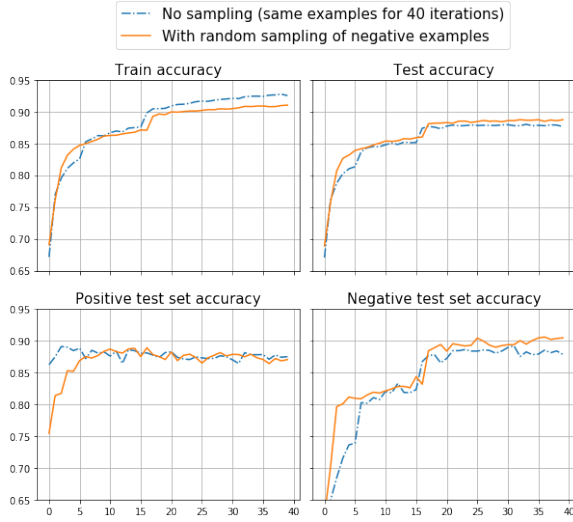 No sampling (same examples for 40 iterations)
With random sampling of negative examples
Train accuracy
Test accuracy
0.95
0.90
0.85
0.80
0.75
0.70
0.65
Positive test set accuracy
Negative test set accuracy
0.95
0.90
0.85
0.80
0.75
0.70
0.65
0 5 10 15 20 25 30 35 40
0 5 10 15 20 25 30 35 40